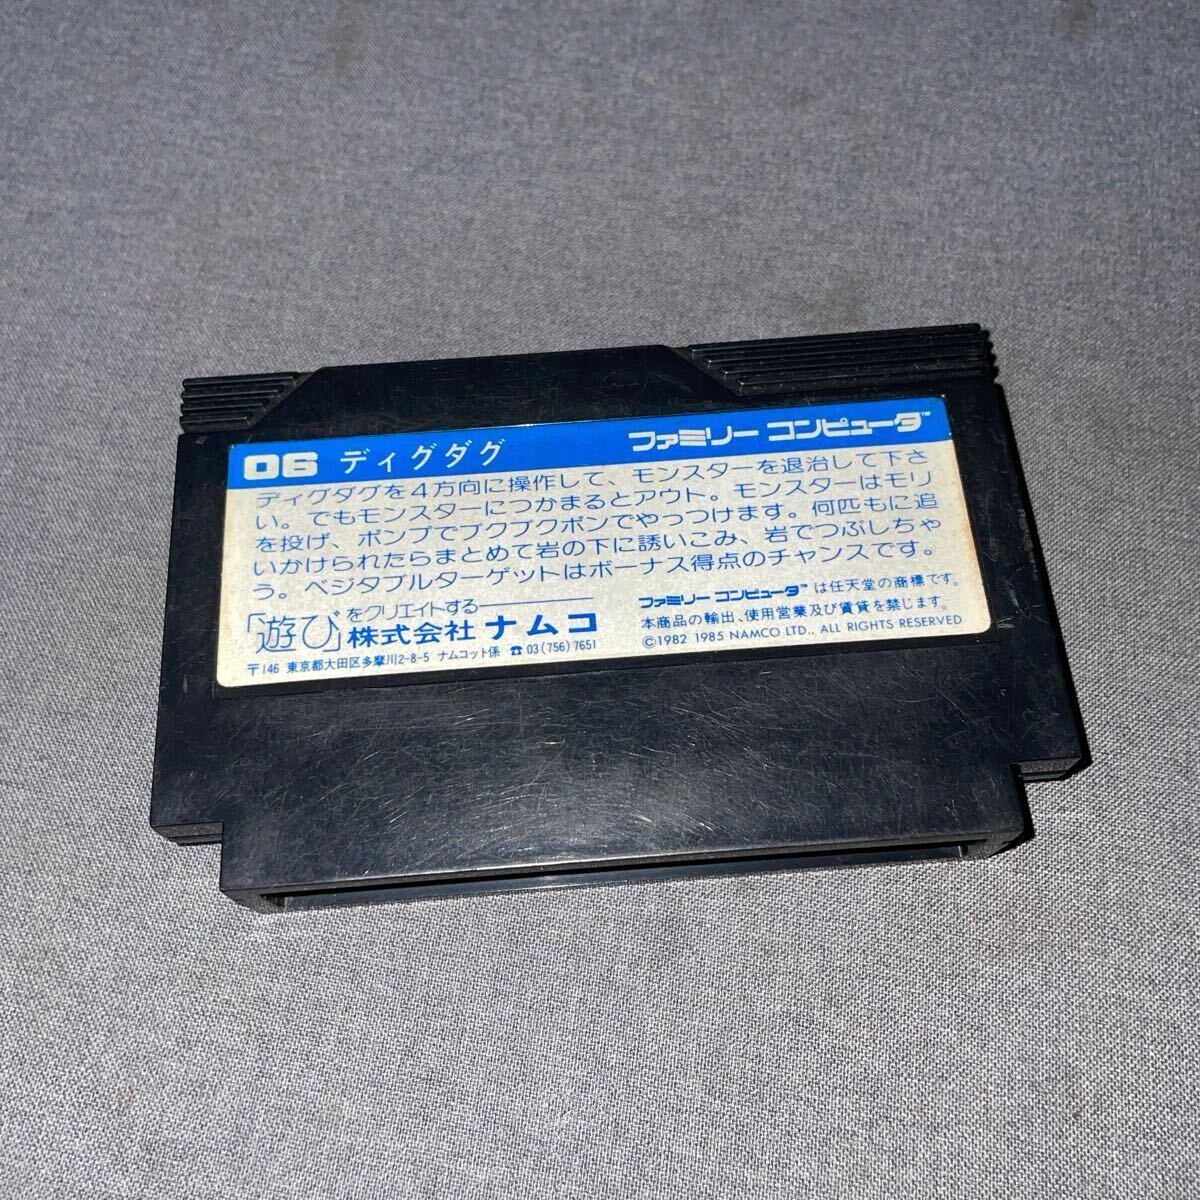 06 ディグダグ ファミリー コンピュータ™
ディグダグを4方向に操作して、モンスターを退治して下さ
い。でもモンスターにつかまるとアウト。モンスターはモリ
を投げ、ポンプでブクブクポンでやっつけます。何匹もに追
いかけられたらまとめて岩の下に誘いこみ、岩でつぶしちゃ
う。ベジタブルターゲットはボーナス得点のチャンスです。
「遊び」をクリエイトする
株式会社 ナムコ
〒146 東京都大田区多摩川2-8-5 ナムコット係 ☎03(756)7651
ファミリー コンピュータ™は任天堂の商標です。
本商品の輸出、使用営業及び賃貸を禁じます。
©1982 1985 NAMCO LTD., ALL RIGHTS RESERVED